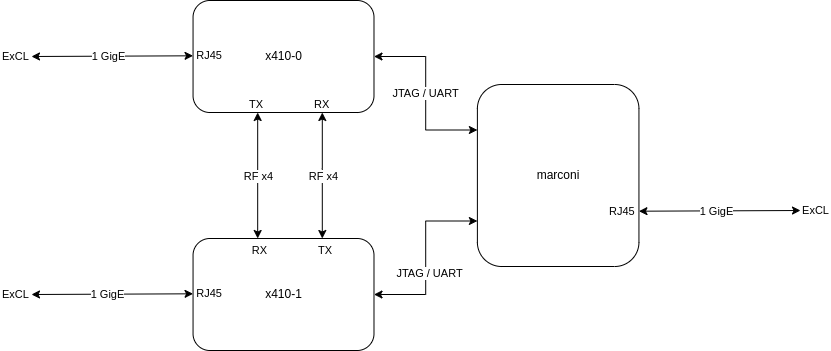 ExCL
1 GigE
RJ45
x410-0
TX
RX
JTAG / UART
RF x4
RF x4
marconi
RJ45
1 GigE
ExCL
RX
TX
JTAG / UART
ExCL
1 GigE
RJ45
x410-1